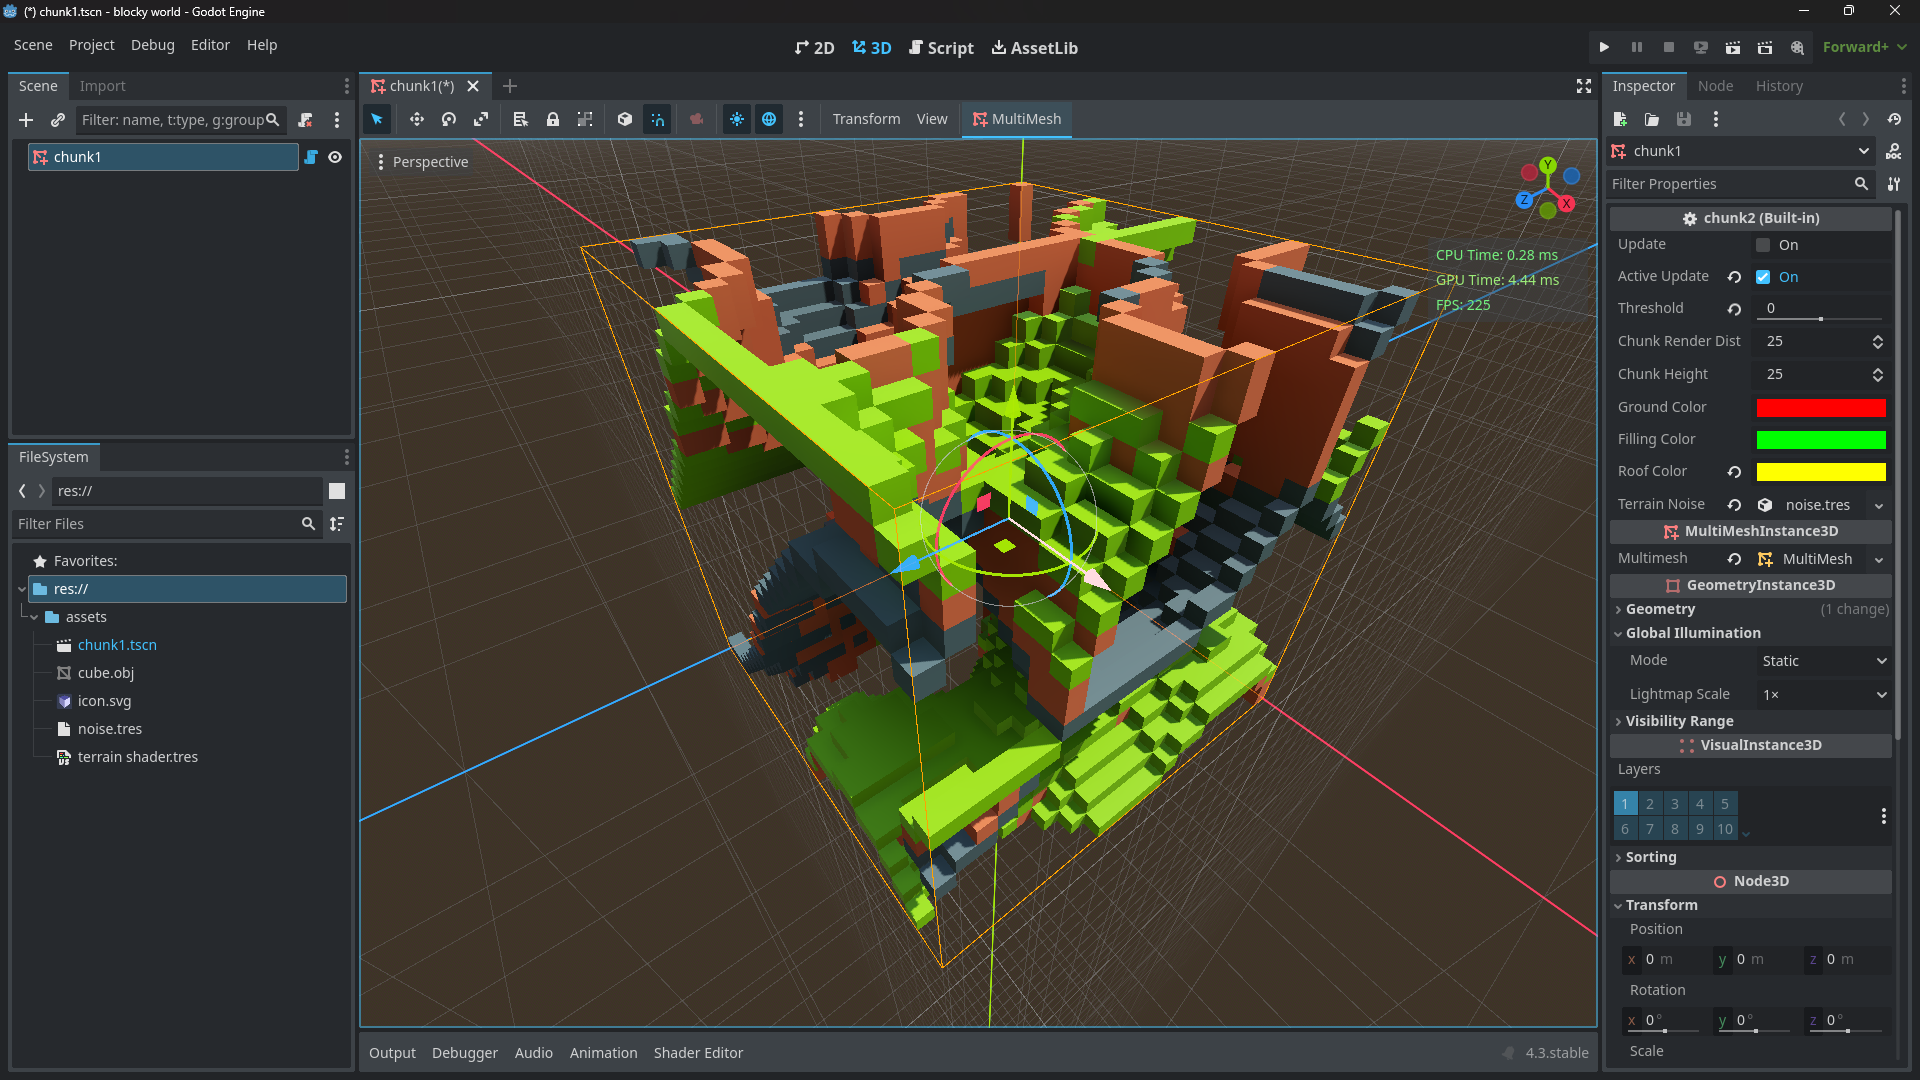 (*) chunk1.tscn - blocky world - Godot Engine
Scene Project Debug Editor Help
2D 3D Script AssetLib
Forward+
Scene Import
Filter: name, t:type, g:group
chunk1
FileSystem
res://
Filter Files
Favorites:
res://
assets
chunk1.tscn
cube.obj
icon.svg
noise.tres
terrain shader.tres
chunk1(*)
Transform View MultiMesh
Perspective
Y
Z X
CPU Time: 0.28 ms
GPU Time: 4.44 ms
FPS: 225
Output Debugger Audio Animation Shader Editor
4.3.stable
Inspector Node History
chunk1
DOC
Filter Properties
chunk2 (Built-in)
Update On
Active Update On
Threshold 0
Chunk Render Dist 25
Chunk Height 25
Ground Color
Filling Color
Roof Color
Terrain Noise noise.tres
MultiMeshInstance3D
Multimesh MultiMesh
GeometryInstance3D
Geometry (1 change)
Global Illumination
Mode Static
Lightmap Scale 1×
Visibility Range
VisualInstance3D
Layers
1 2 3 4 5
6 7 8 9 10
Sorting
Node3D
Transform
Position
x 0 m y 0 m z 0 m
Rotation
x 0° y 0° z 0°
Scale